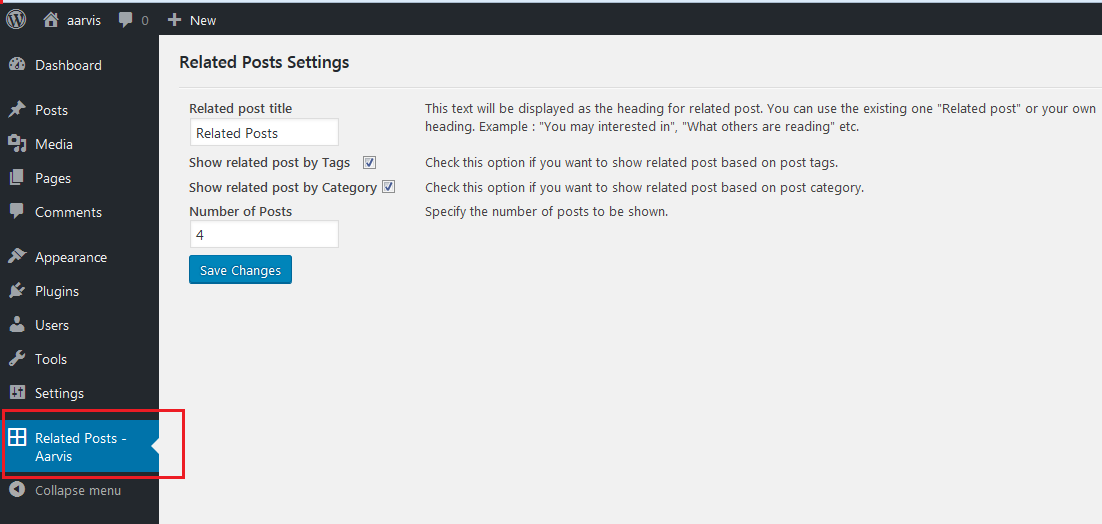 aarvis 0 New
Dashboard
Posts
Media
Pages
Comments
Appearance
Plugins
Users
Tools
Settings
Related Posts -
Aarvis
Collapse menu
Related Posts Settings
Related post title
Related Posts
This text will be displayed as the heading for related post. You can use the existing one "Related post" or your own
heading. Example : "You may interested in", "What others are reading" etc.
Show related post by Tags
Check this option if you want to show related post based on post tags.
Show related post by Category
Check this option if you want to show related post based on post category.
Number of Posts
Specify the number of posts to be shown.
4
Save Changes